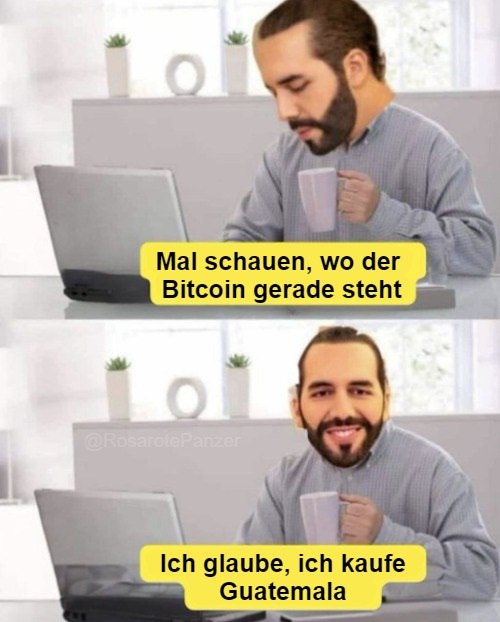 Mal schauen, wo der
Bitcoin gerade steht
@RosarotePanzer
Ich glaube, ich kaufe
Guatemala